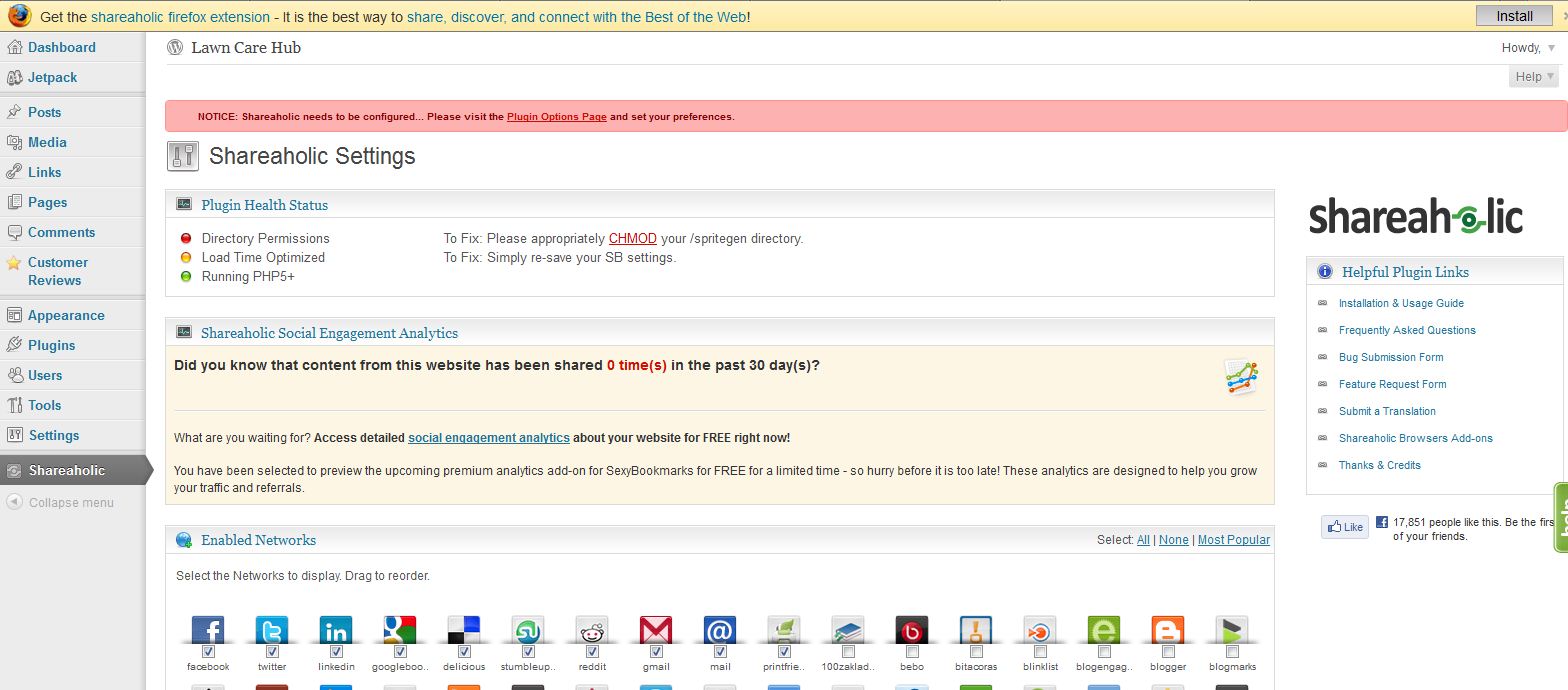 Get the shareaholic firefox extension - It is the best way to share, discover, and connect with the Best of the Web!
Install
Dashboard
Jetpack
Posts
Media
Links
Pages
Comments
Customer
Reviews
Appearance
Plugins
Users
Tools
Settings
Shareaholic
Collapse menu
Lawn Care Hub
Howdy,
Help
NOTICE: Shareaholic needs to be configured... Please visit the Plugin Options Page and set your preferences.
Shareaholic Settings
Plugin Health Status
Directory Permissions To Fix: Please appropriately CHMOD your /spritegen directory.
Load Time Optimized To Fix: Simply re-save your SB settings.
Running PHP5+
Shareaholic Social Engagement Analytics
Did you know that content from this website has been shared 0 time(s) in the past 30 day(s)?
What are you waiting for? Access detailed social engagement analytics about your website for FREE right now!
You have been selected to preview the upcoming premium analytics add-on for SexyBookmarks for FREE for a limited time - so hurry before it is too late! These analytics are designed to help you grow
your traffic and referrals.
Enabled Networks
Select: All | None | Most Popular
Select the Networks to display. Drag to reorder.
facebook twitter linkedin googleboo.. delicious stumbleup.. reddit gmail mail printfrie.. 100zaklad.. bebo bitacoras blinklist blogengag.. blogger blogmarks
shareaholic
Helpful Plugin Links
Installation & Usage Guide
Frequently Asked Questions
Bug Submission Form
Feature Request Form
Submit a Translation
Shareaholic Browsers Add-ons
Thanks & Credits
Like
17,851 people like this. Be the firs
of your friends.
help